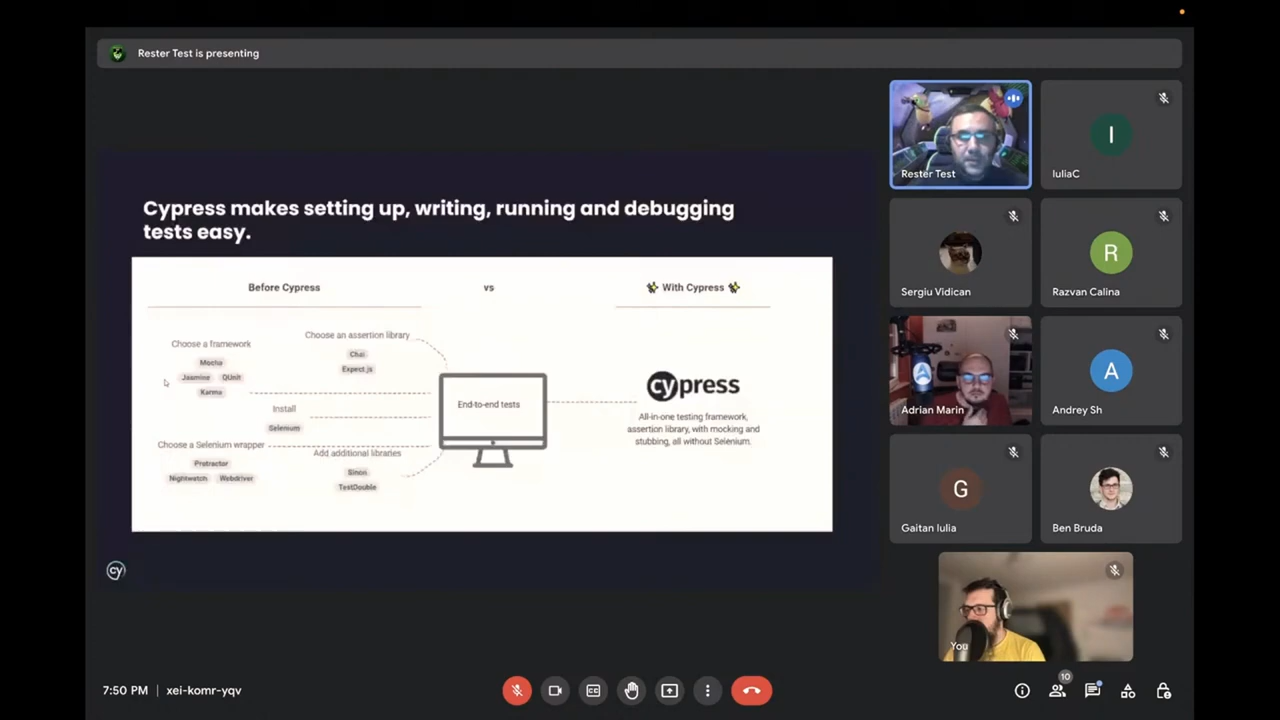 Rester Test is presenting
Cypress makes setting up, writing, running and debugging
tests easy.
Before Cypress
vs
With Cypress
Choose a framework
Mocha
Jasmine QUnit
Karma
Choose an assertion library
Chai
Expect.js
Install
Selenium
Choose a Selenium wrapper
Protractor
Nightwatch Webdriver
Add additional libraries
Sinon
TestDouble
End-to-end tests
cypress
All-in-one testing framework,
assertion library, with mocking and
stubbing, all without Selenium.
cy
Rester Test
I
IuliaC
Sergiu Vidican
R
Razvan Calina
Adrian Marin
A
Andrey Sh
G
Gaitan Iulia
Ben Bruda
You
7:50 PM | xei-komr-yqv
CC
10